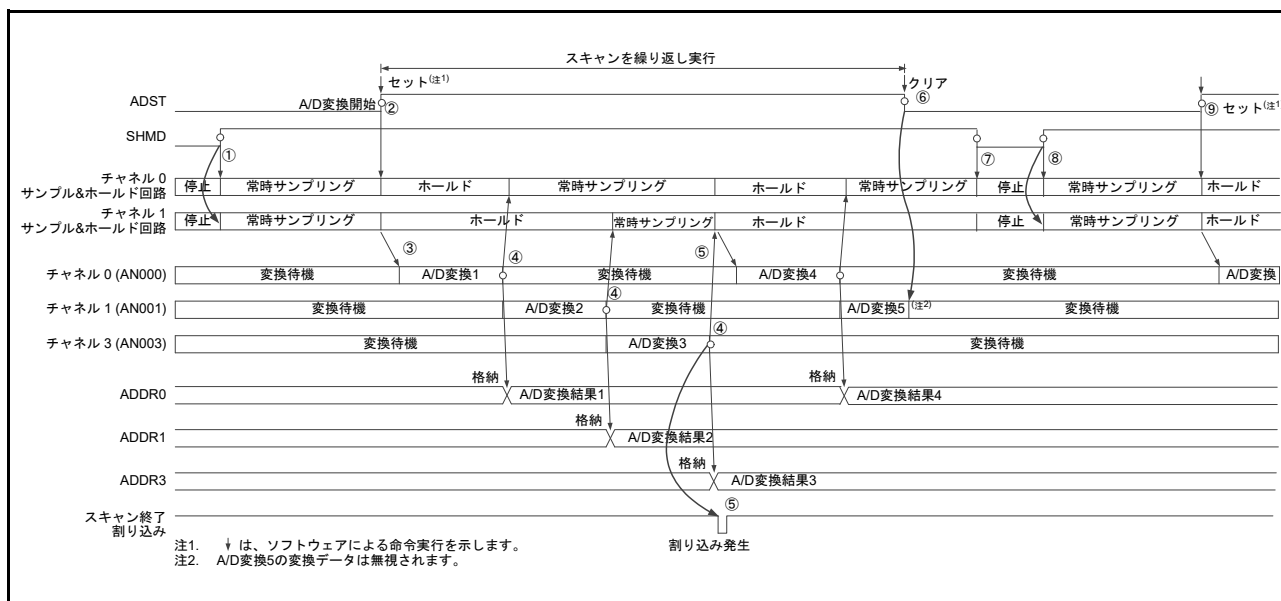 スキャンを繰り返し実行
ADST
A/D変換開始
セット(注1)
②
クリア
⑥
⑨ セット(注1
SHMD
①
⑦
⑧
チャネル 0
サンプル&ホールド回路
停止
常時サンプリング
ホールド
常時サンプリング
ホールド
常時サンプリング
停止
常時サンプリング
ホールド
チャネル 1
サンプル&ホールド回路
停止
常時サンプリング
ホールド
常時サンプリング
ホールド
停止
常時サンプリング
ホールド
③
④
⑤
チャネル 0 (AN000)
変換待機
A/D変換1
変換待機
A/D変換4
変換待機
A/D変換
④
チャネル 1 (AN001)
変換待機
A/D変換2
変換待機
A/D変換5
(注2)
変換待機
④
チャネル 3 (AN003)
変換待機
A/D変換3
変換待機
ADDR0
格納
A/D変換結果1
格納
A/D変換結果4
ADDR1
格納
A/D変換結果2
ADDR3
格納
A/D変換結果3
スキャン終了
割り込み
⑤
割り込み発生
注1. ↓ は、ソフトウェアによる命令実行を示します。
注2. A/D変換5の変換データは無視されます。